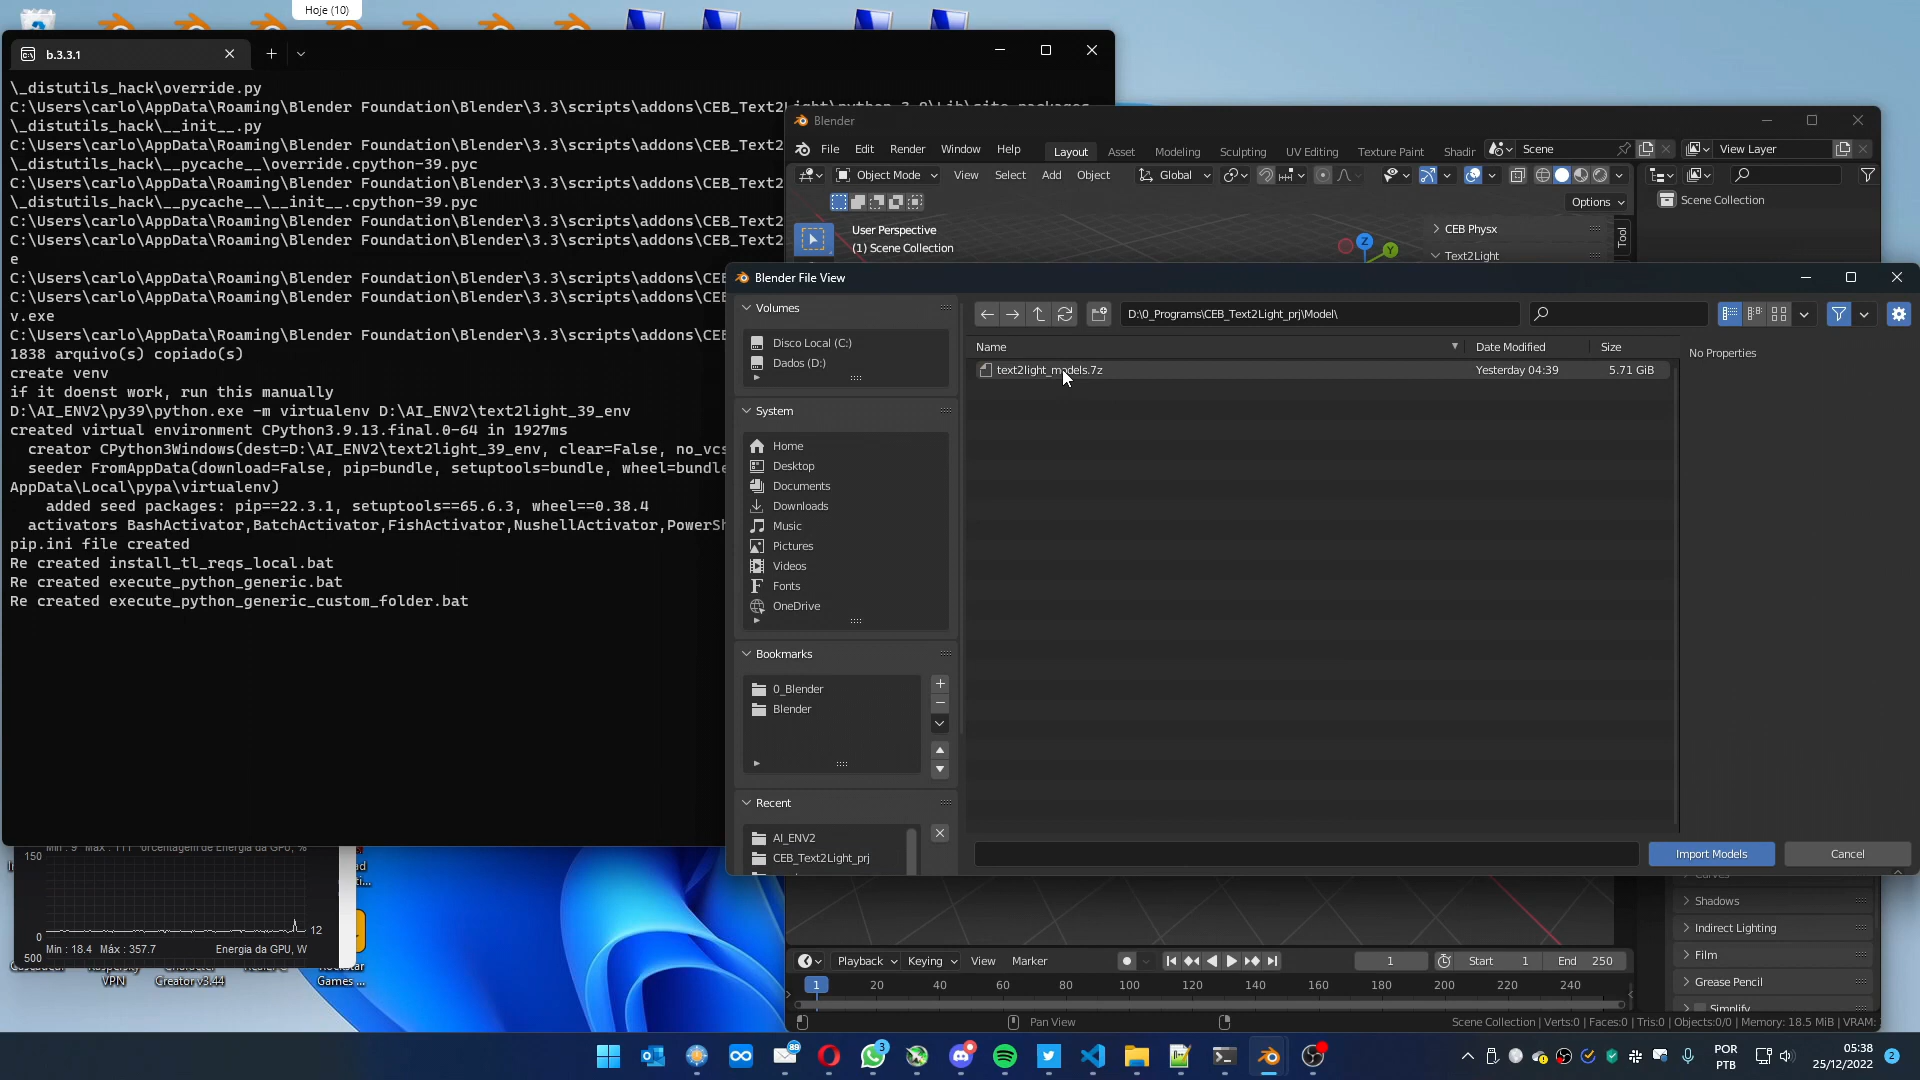 Hoje (10)
b.3.3.1
\_distutils_hack\override.py
C:\Users\carlo\AppData\Roaming\Blender Foundation\Blender\3.3\scripts\addons\CEB_Text2Light\python-3.9\Lib\site-packages
\_distutils_hack\__init__.py
C:\Users\carlo\AppData\Roaming\Blender Foundation\Blender\3.3\scripts\addons\CEB_Text2
\_distutils_hack\__pycache__\override.cpython-39.pyc
C:\Users\carlo\AppData\Roaming\Blender Foundation\Blender\3.3\scripts\addons\CEB_Text2
\_distutils_hack\__pycache__\__init__.cpython-39.pyc
C:\Users\carlo\AppData\Roaming\Blender Foundation\Blender\3.3\scripts\addons\CEB_Text2
C:\Users\carlo\AppData\Roaming\Blender Foundation\Blender\3.3\scripts\addons\CEB_Text2
e
C:\Users\carlo\AppData\Roaming\Blender Foundation\Blender\3.3\scripts\addons\CEB
C:\Users\carlo\AppData\Roaming\Blender Foundation\Blender\3.3\scripts\addons\CEB
v.exe
C:\Users\carlo\AppData\Roaming\Blender Foundation\Blender\3.3\scripts\addons\CEB
1838 arquivo(s) copiado(s)
create venv
if it doenst work, run this manually
D:\AI_ENV2\py39\python.exe -m virtualenv D:\AI_ENV2\text2light_39_env
created virtual environment CPython3.9.13.final.0-64 in 1927ms
creator CPython3Windows(dest=D:\AI_ENV2\text2light_39_env, clear=False, no_vcs
seeder FromAppData(download=False, pip=bundle, setuptools=bundle, wheel=bundle
AppData\Local\pypa\virtualenv)
added seed packages: pip==22.3.1, setuptools==65.6.3, wheel==0.38.4
activators BashActivator,BatchActivator,FishActivator,NushellActivator,PowerSh
pip.ini file created
Re created install_tl_reqs_local.bat
Re created execute_python_generic.bat
Re created execute_python_generic_custom_folder.bat
Blender
File Edit Render Window Help Layout Asset Modeling Sculpting UV Editing Texture Paint Shadir Scene View Layer
Object Mode View Select Add Object Global
Options
Scene Collection
User Perspective
(1) Scene Collection
Z
Y
CEB Physx
Text2Light
Tool
Blender File View
Volumes
Disco Local (C:)
Dados (D:)
System
Home
Desktop
Documents
Downloads
Music
Pictures
Videos
Fonts
OneDrive
Bookmarks
0_Blender
Blender
Recent
AI_ENV2
CEB_Text2Light_prj
D:\0_Programs\CEB_Text2Light_prj\Model\
Name Date Modified Size
text2light_models.7z Yesterday 04:39 5.71 GiB
No Properties
Import Models Cancel
Curves
Shadows
Indirect Lighting
Film
Grease Pencil
Simplify
Playback Keying View Marker 1 Start 1 End 250
1 20 40 60 80 100 120 140 160 180 200 220 240
Pan View
Scene Collection | Verts:0 | Faces:0 | Tris:0 | Objects:0/0 | Memory: 18.5 MiB | VRAM:
150
0
12
Min : 18.4 Máx : 357.7 Energia da GPU, W
500
VPN
Creator v3.44
Games ...
89
3
POR
PTB
05:38
25/12/2022
2